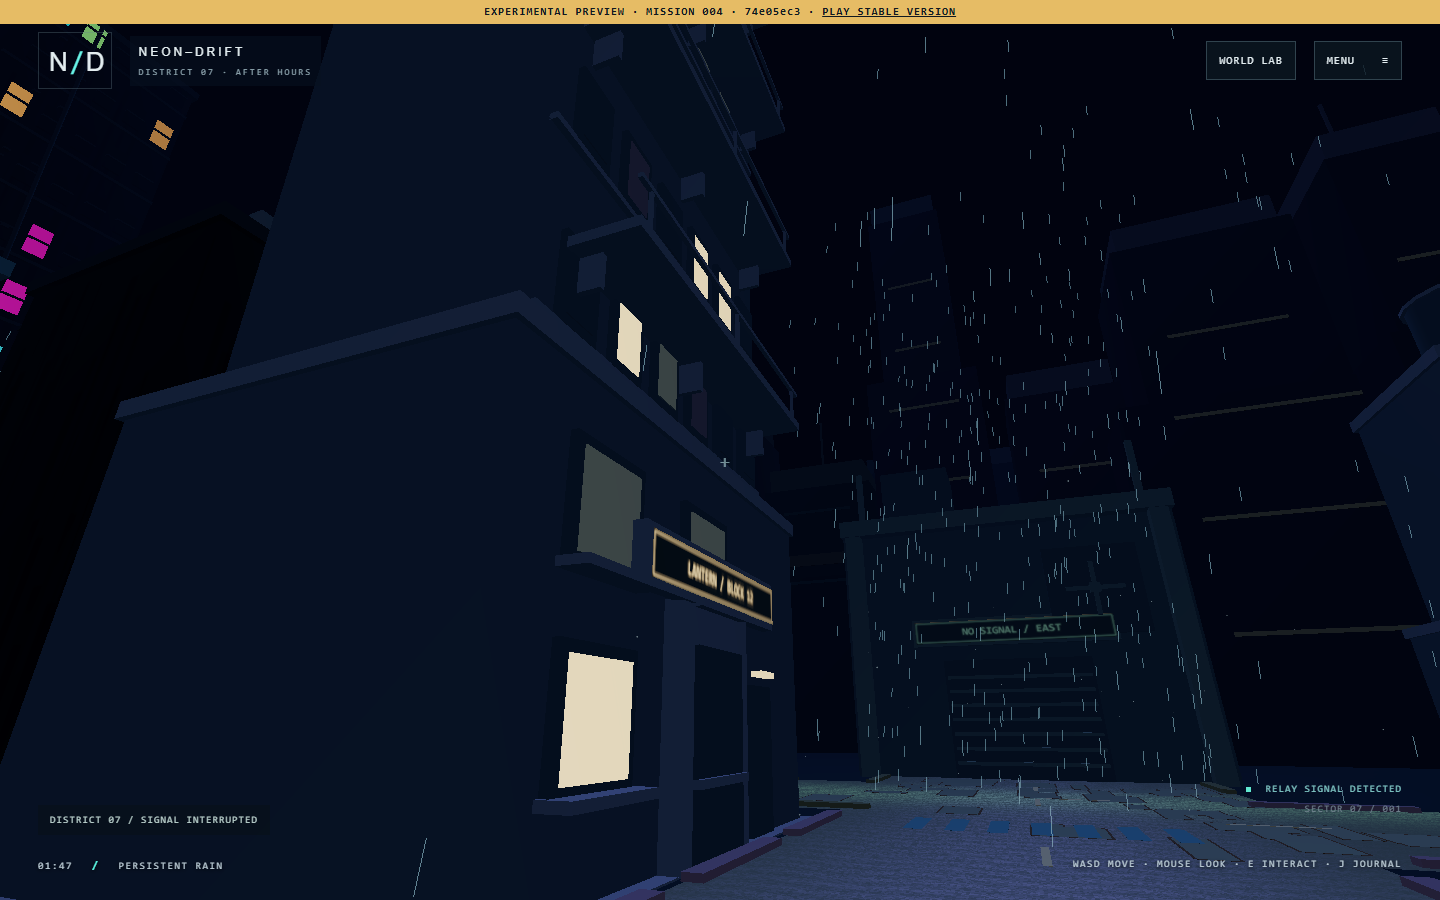 EXPERIMENTAL PREVIEW · MISSION 004 · 74e05ec3 · PLAY STABLE VERSION
N/D
NEON—DRIFT
DISTRICT 07 · AFTER HOURS
WORLD LAB
MENU ≡
LANTERN / BLOCK 12
NO SIGNAL / EAST
RELAY SIGNAL DETECTED
SECTOR 07 / 001
DISTRICT 07 / SIGNAL INTERRUPTED
01:47 / PERSISTENT RAIN
WASD MOVE · MOUSE LOOK · E INTERACT · J JOURNAL